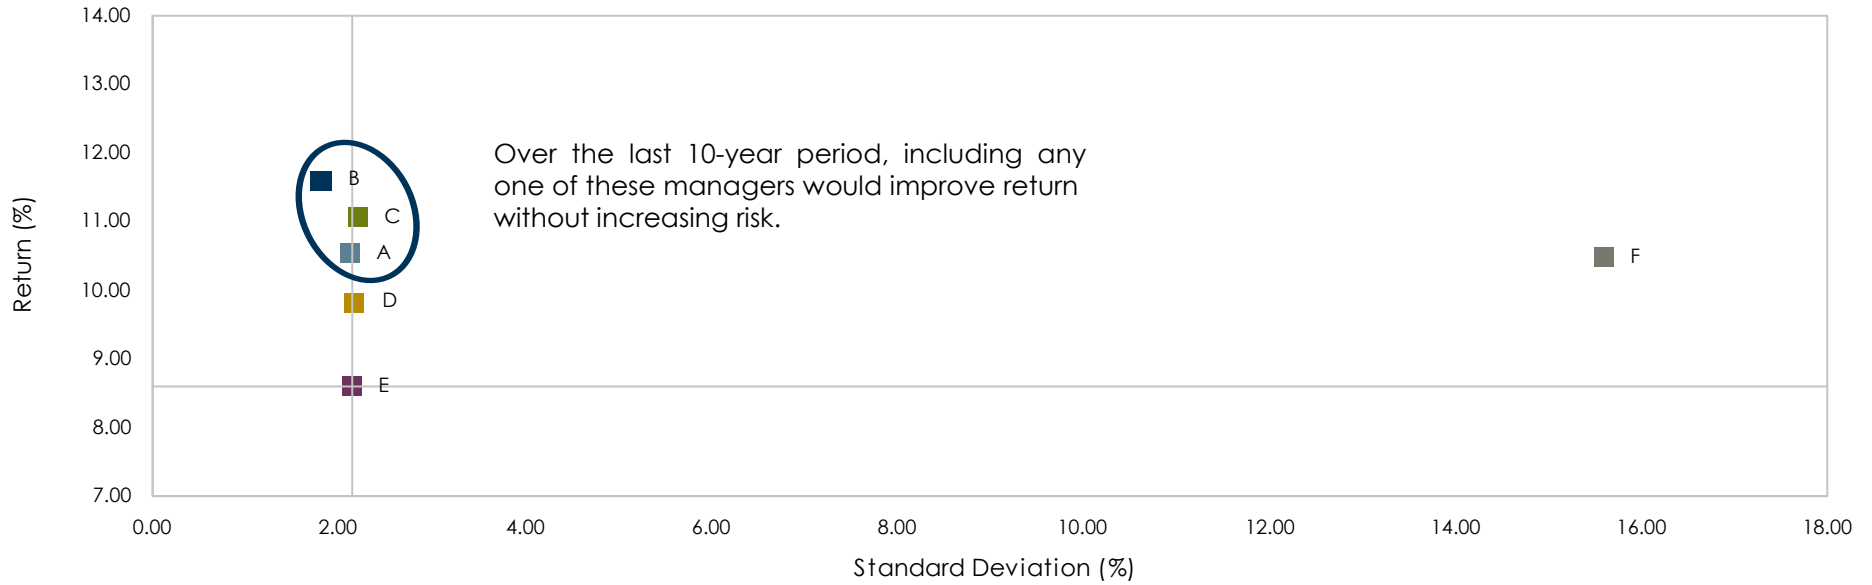 14.00
13.00
12.00
11.00
10.00
9.00
8.00
7.00
Return (%)
B
C
A
D
E
F
Over the last 10-year period, including any
one of these managers would improve return
without increasing risk.
0.00 2.00 4.00 6.00 8.00 10.00 12.00 14.00 16.00 18.00
Standard Deviation (%)